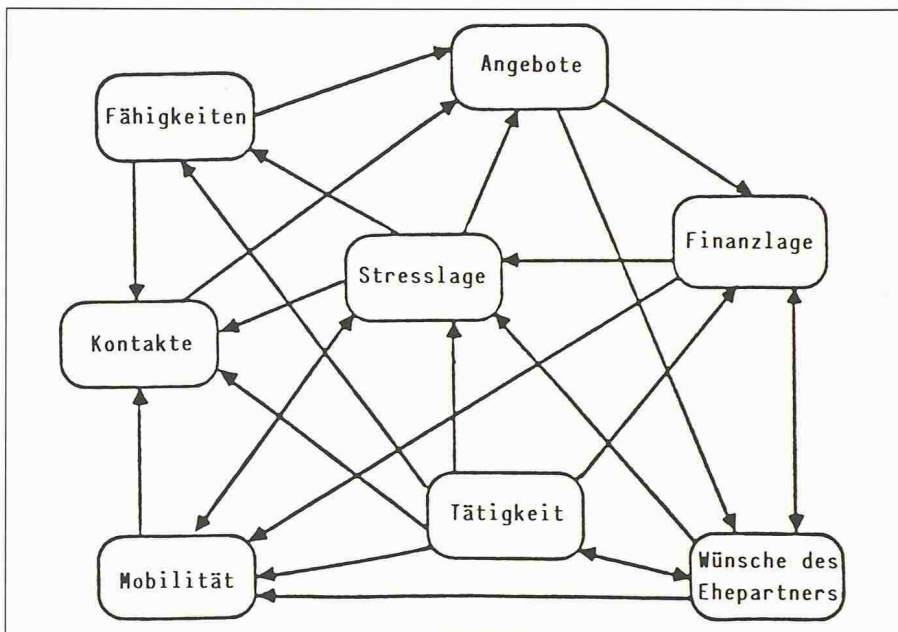 Angebote
Fähigkeiten
Finanzlage
Stresslage
Kontakte
Tätigkeit
Mobilität
Wünsche des
Ehepartners